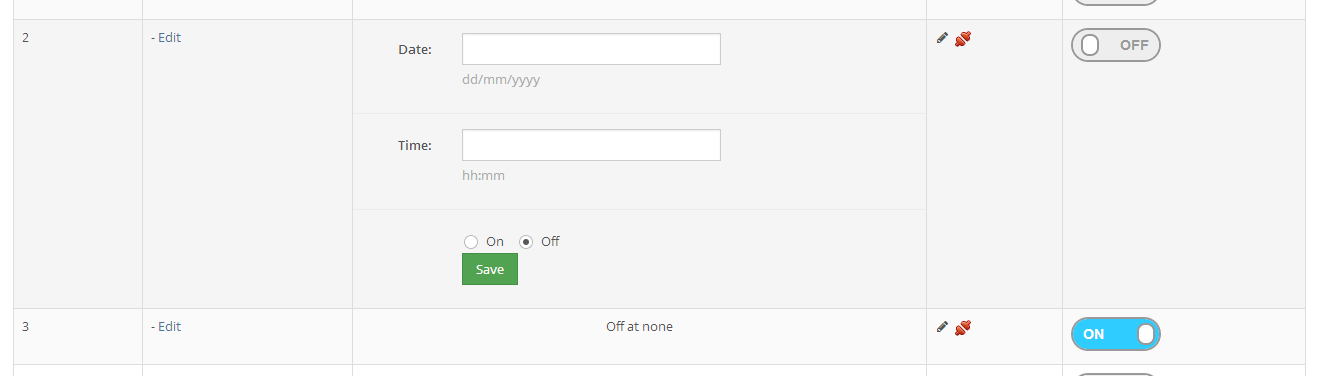 2
- Edit
Date:
dd/mm/yyyy
OFF
Time:
hh:mm
On Off
Save
3
- Edit
Off at none
ON